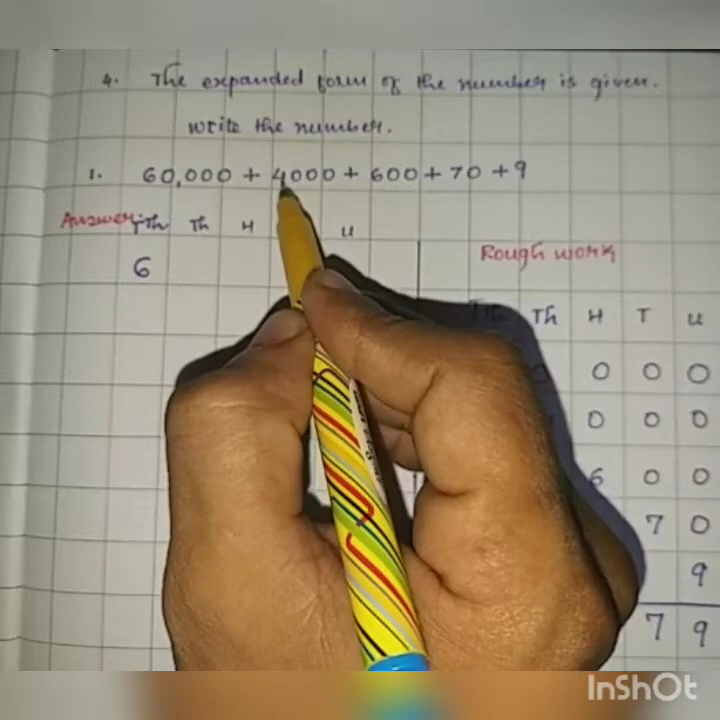 4. The expanded form of the number is given.
write the number.
1. 60,000 + 4000 + 600 + 70 + 9
Answer: Th Th H U
6
Rough work
Th H T U
0 0 0 0
0 0 0
6 0 0
7 0
9
7 9
InShOt